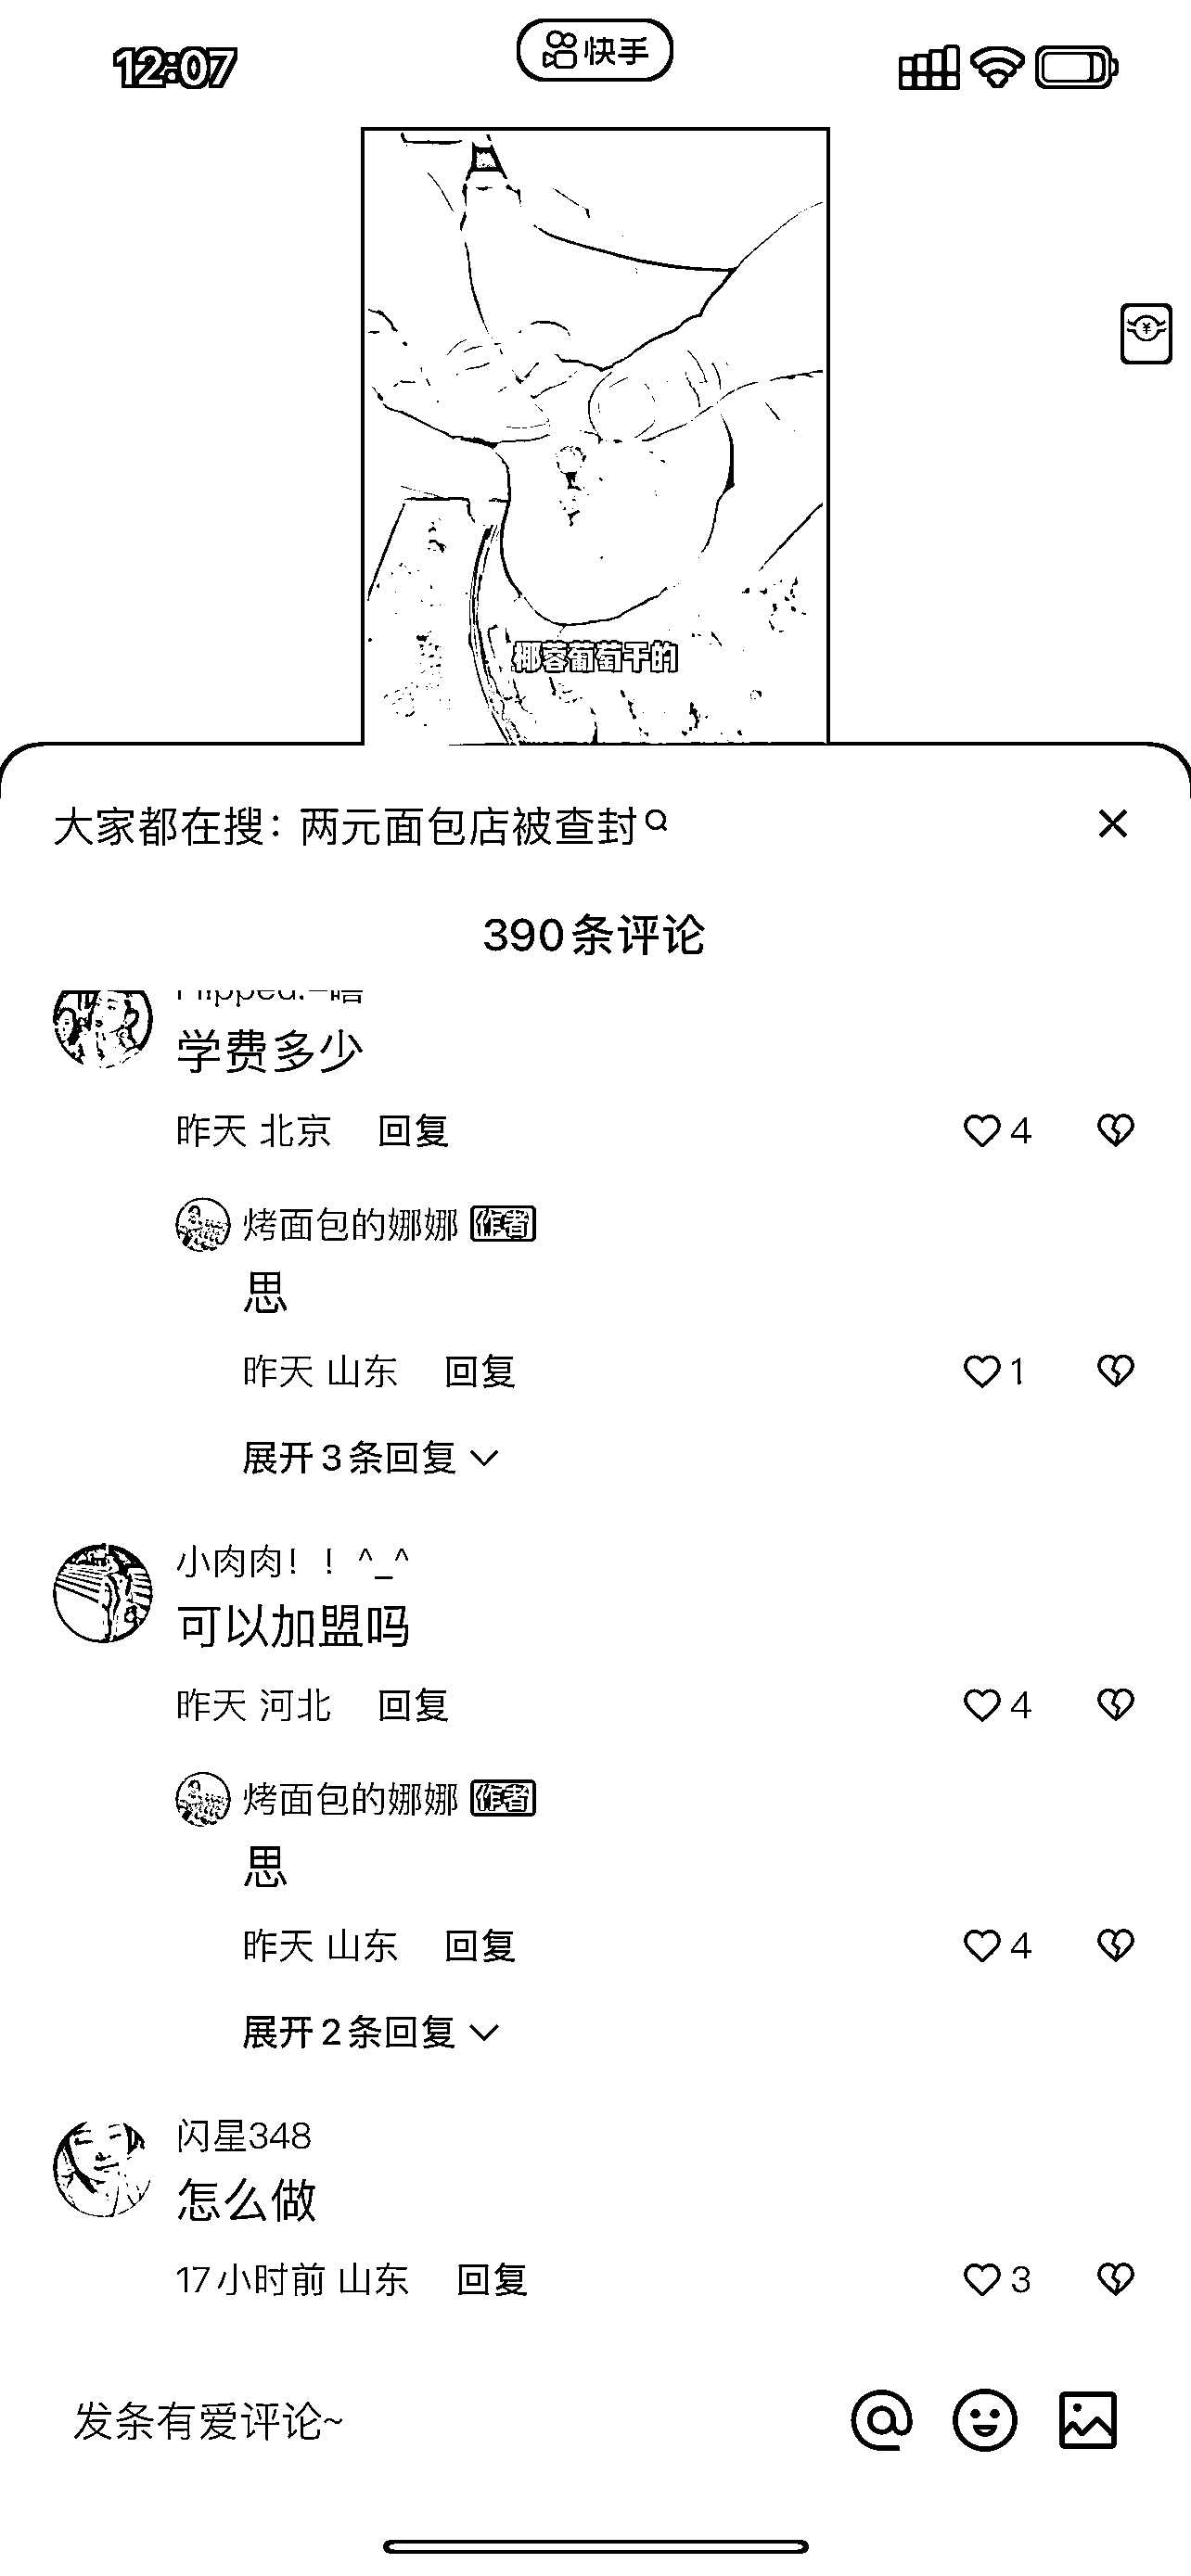 12:07
快手
椰蓉葡萄干的
大家都在搜：两元面包店被查封
390条评论
学费多少
昨天 北京 回复
4
烤面包的娜娜 作者
思
昨天 山东 回复
1
展开3条回复
小肉肉！！^_^
可以加盟吗
昨天 河北 回复
4
烤面包的娜娜 作者
思
昨天 山东 回复
4
展开2条回复
闪星348
怎么做
17小时前 山东 回复
3
发条有爱评论~